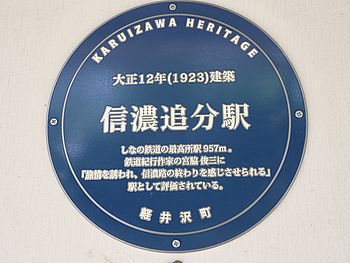 KARUIZAWA HERITAGE
大正12年(1923)建築
信濃追分駅
しなの鉄道の最高所駅957m。
鉄道紀行作家の宮脇 俊三に
「旅情を誘われ、信濃路の終わりを感じさせられる」
駅として評価されている。
軽井沢町